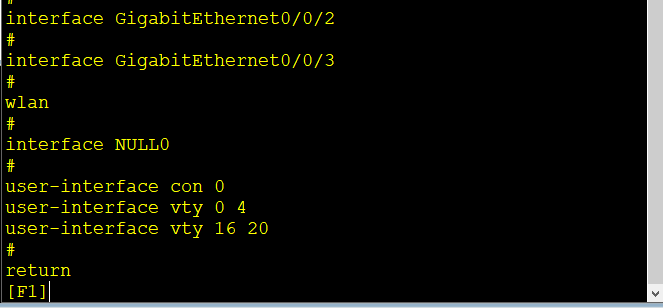 #
interface GigabitEthernet0/0/2
#
interface GigabitEthernet0/0/3
#
wlan
#
interface NULL0
#
user-interface con 0
user-interface vty 0 4
user-interface vty 16 20
#
return
[F1]